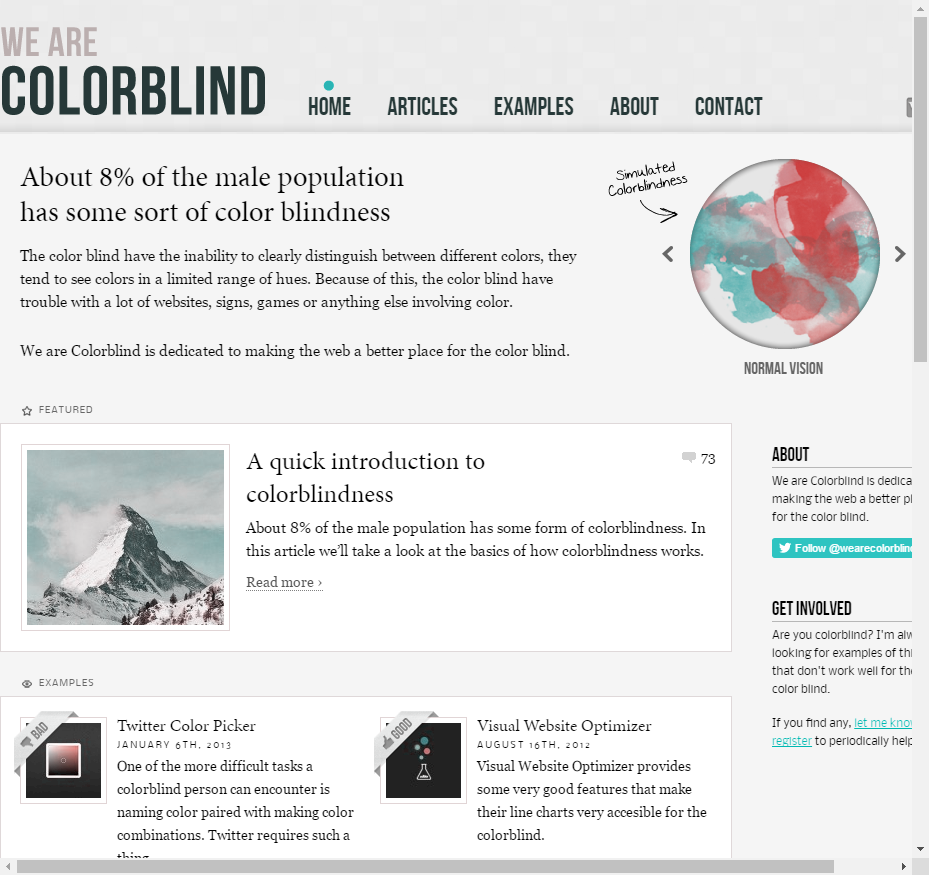 WE ARE
COLORBLIND
HOME ARTICLES EXAMPLES ABOUT CONTACT
About 8% of the male population
has some sort of color blindness
The color blind have the inability to clearly distinguish between different colors, they
tend to see colors in a limited range of hues. Because of this, the color blind have
trouble with a lot of websites, signs, games or anything else involving color.
We are Colorblind is dedicated to making the web a better place for the color blind.
Simulated
Colorblindness
NORMAL VISION
FEATURED
A quick introduction to
colorblindness
73
About 8% of the male population has some form of colorblindness. In
this article we’ll take a look at the basics of how colorblindness works.
Read more ›
ABOUT
We are Colorblind is dedica
making the web a better pl
for the color blind.
Follow @wearecolorblin
GET INVOLVED
Are you colorblind? I'm alw
looking for examples of thi
that don't work well for the
color blind.
If you find any, let me know
register to periodically help
EXAMPLES
BAD
Twitter Color Picker
JANUARY 6TH, 2013
One of the more difficult tasks a
colorblind person can encounter is
naming color paired with making color
combinations. Twitter requires such a
thing
GOOD
Visual Website Optimizer
AUGUST 16TH, 2012
Visual Website Optimizer provides
some very good features that make
their line charts very accesible for the
colorblind.